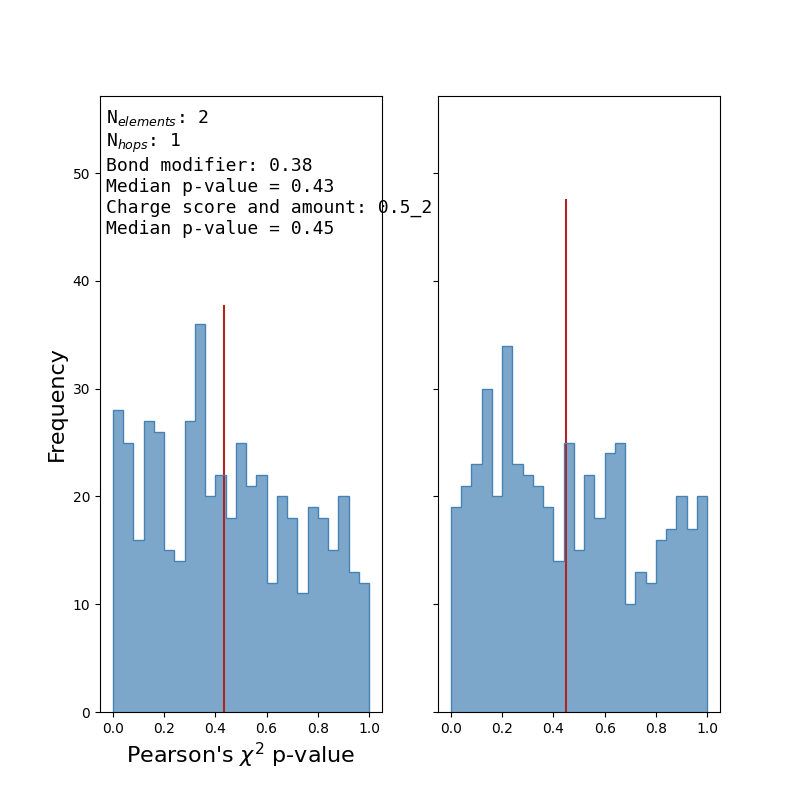 N_elements: 2
N_hops: 1
Bond modifier: 0.38
Median p-value = 0.43
Charge score and amount: 0.5_2
Median p-value = 0.45
50
40
30
20
10
0
Frequency
0.0 0.2 0.4 0.6 0.8 1.0
0.0 0.2 0.4 0.6 0.8 1.0
Pearson's χ² p-value